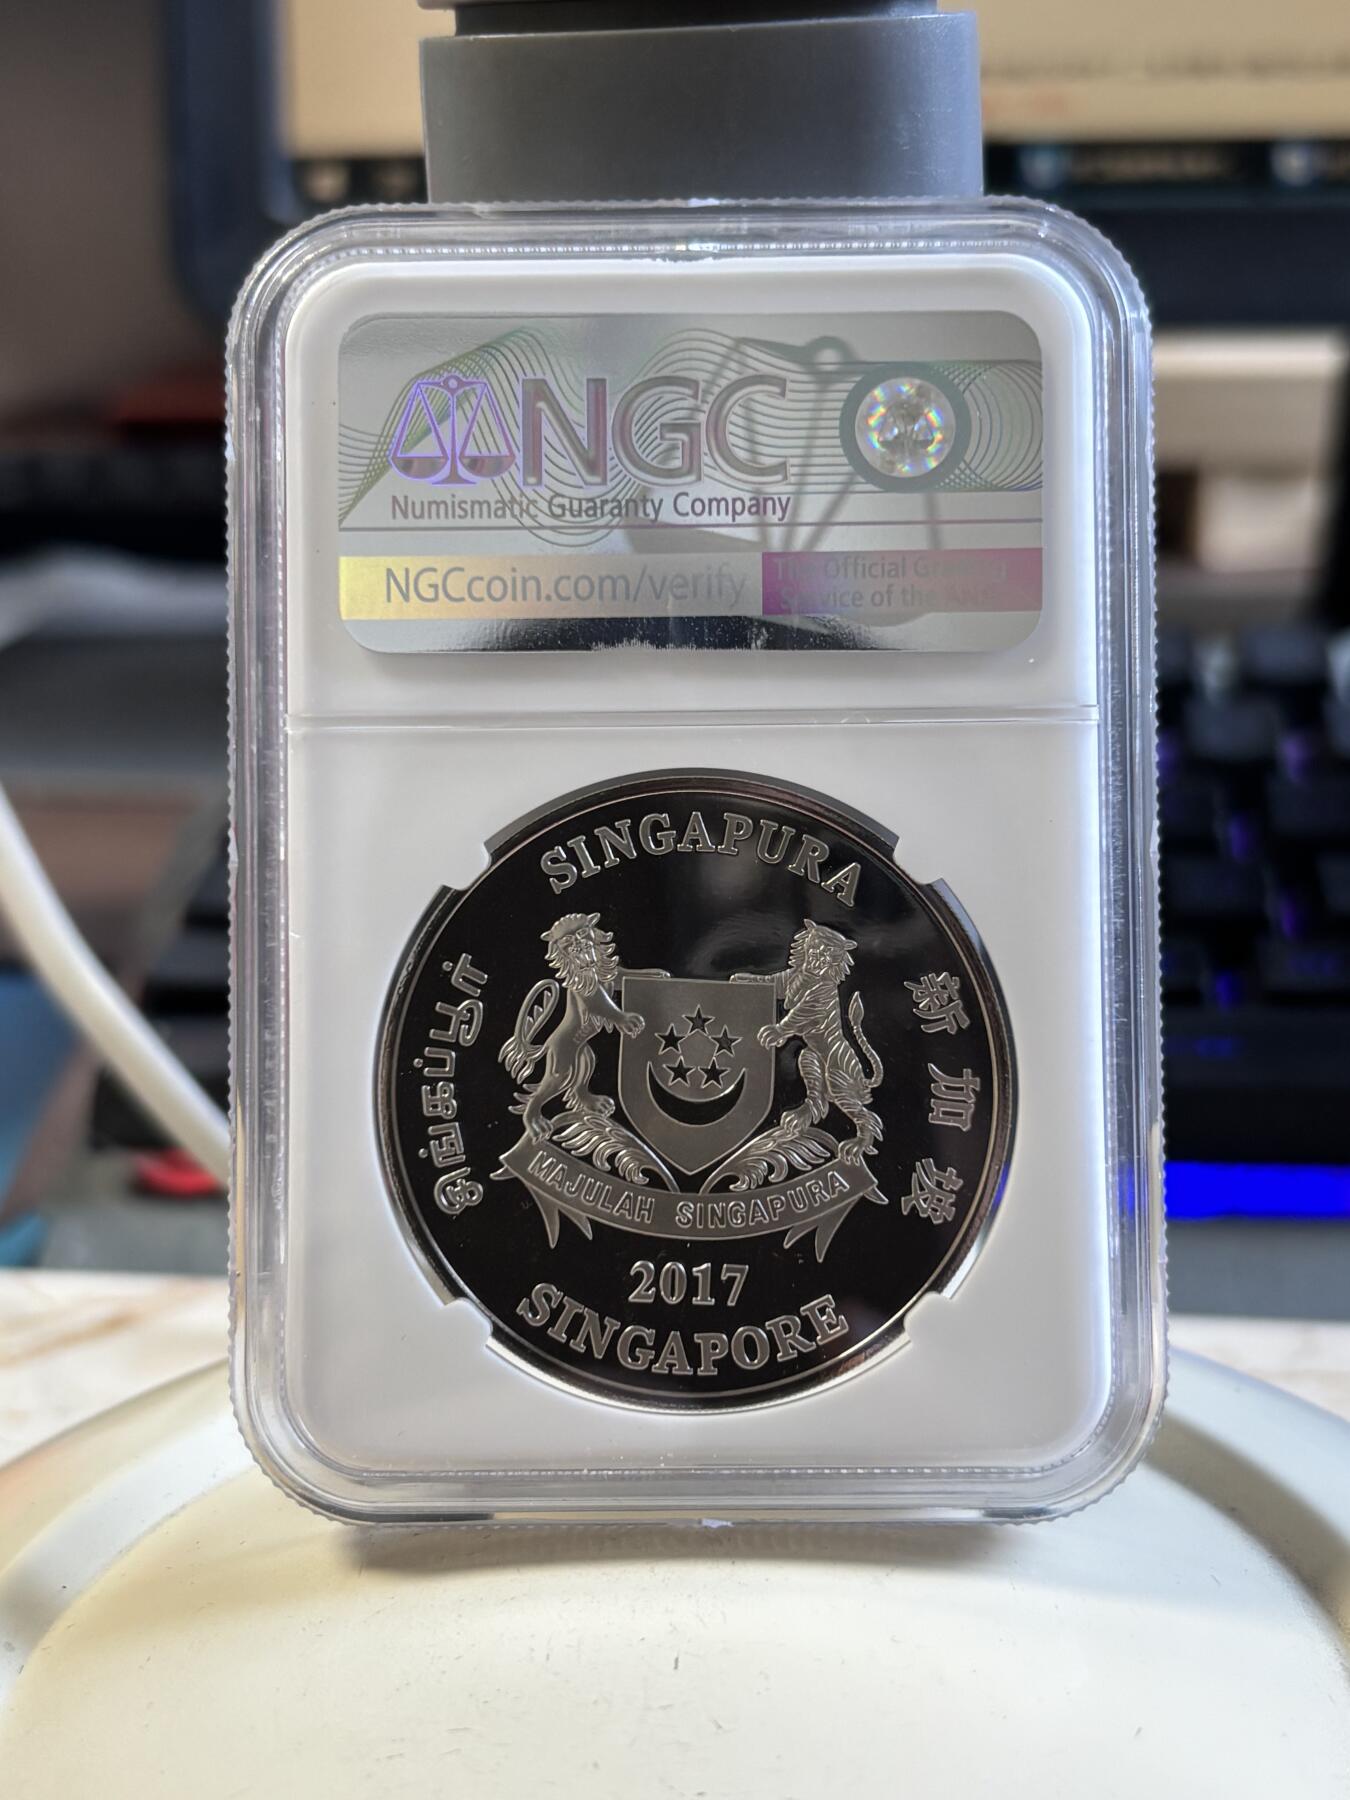 NGC
Numismatic Guaranty Company
NGCcoin.com/verify
The Official Grading
Service of the ANA
SINGAPURA
சிங்கப்பூர்
新加坡
MAJULAH SINGAPURA
2017
SINGAPORE